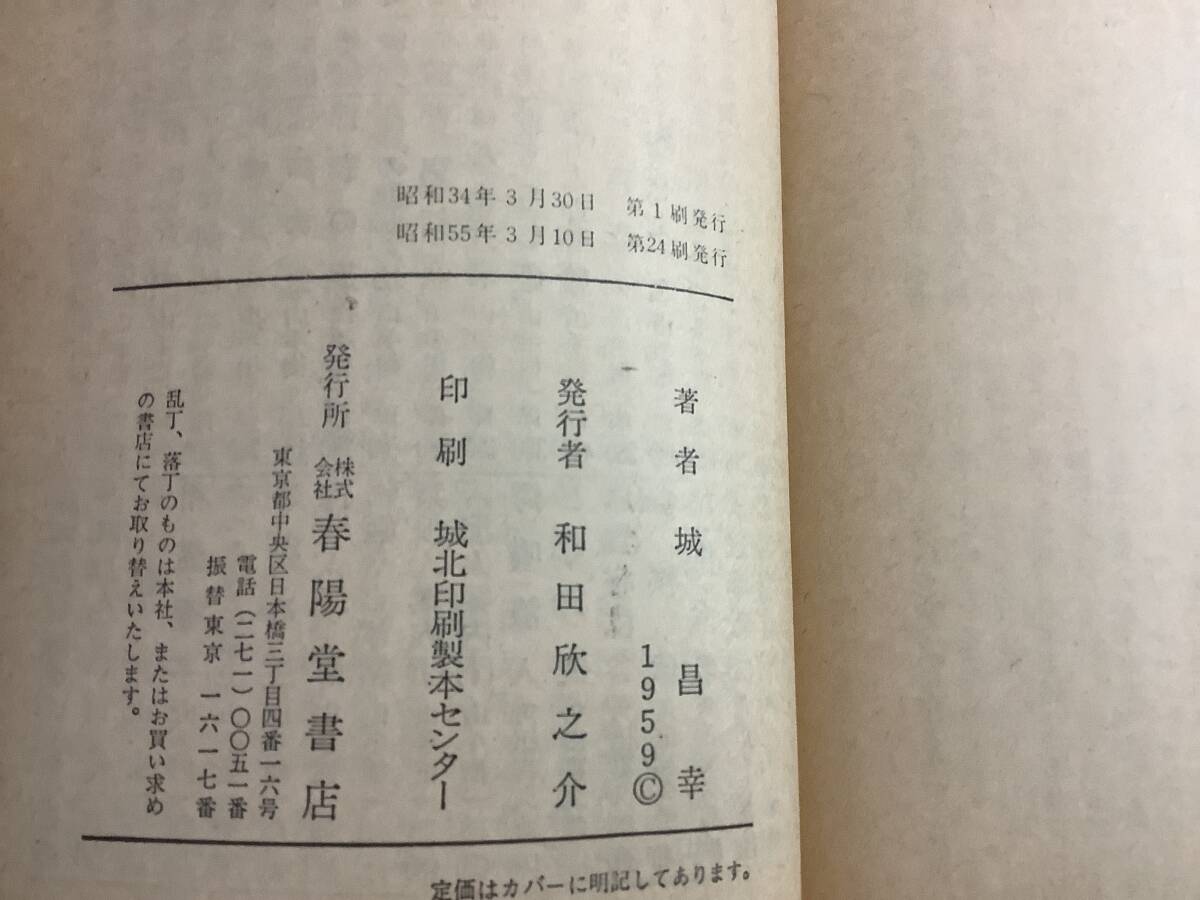 昭和34年3月30日 第1刷発行
昭和55年3月10日 第24刷発行
著者 城昌幸
1959©
発行者 和田欣之介
印刷 城北印刷製本センター
発行所 株式会社 春陽堂書店
東京都中央区日本橋三丁目四番一六号
電話(二七一)〇〇五一番
振替東京 一六一七番
乱丁、落丁のものは本社、またはお買い求め
の書店にてお取り替えいたします。
定価はカバーに明記してあります。